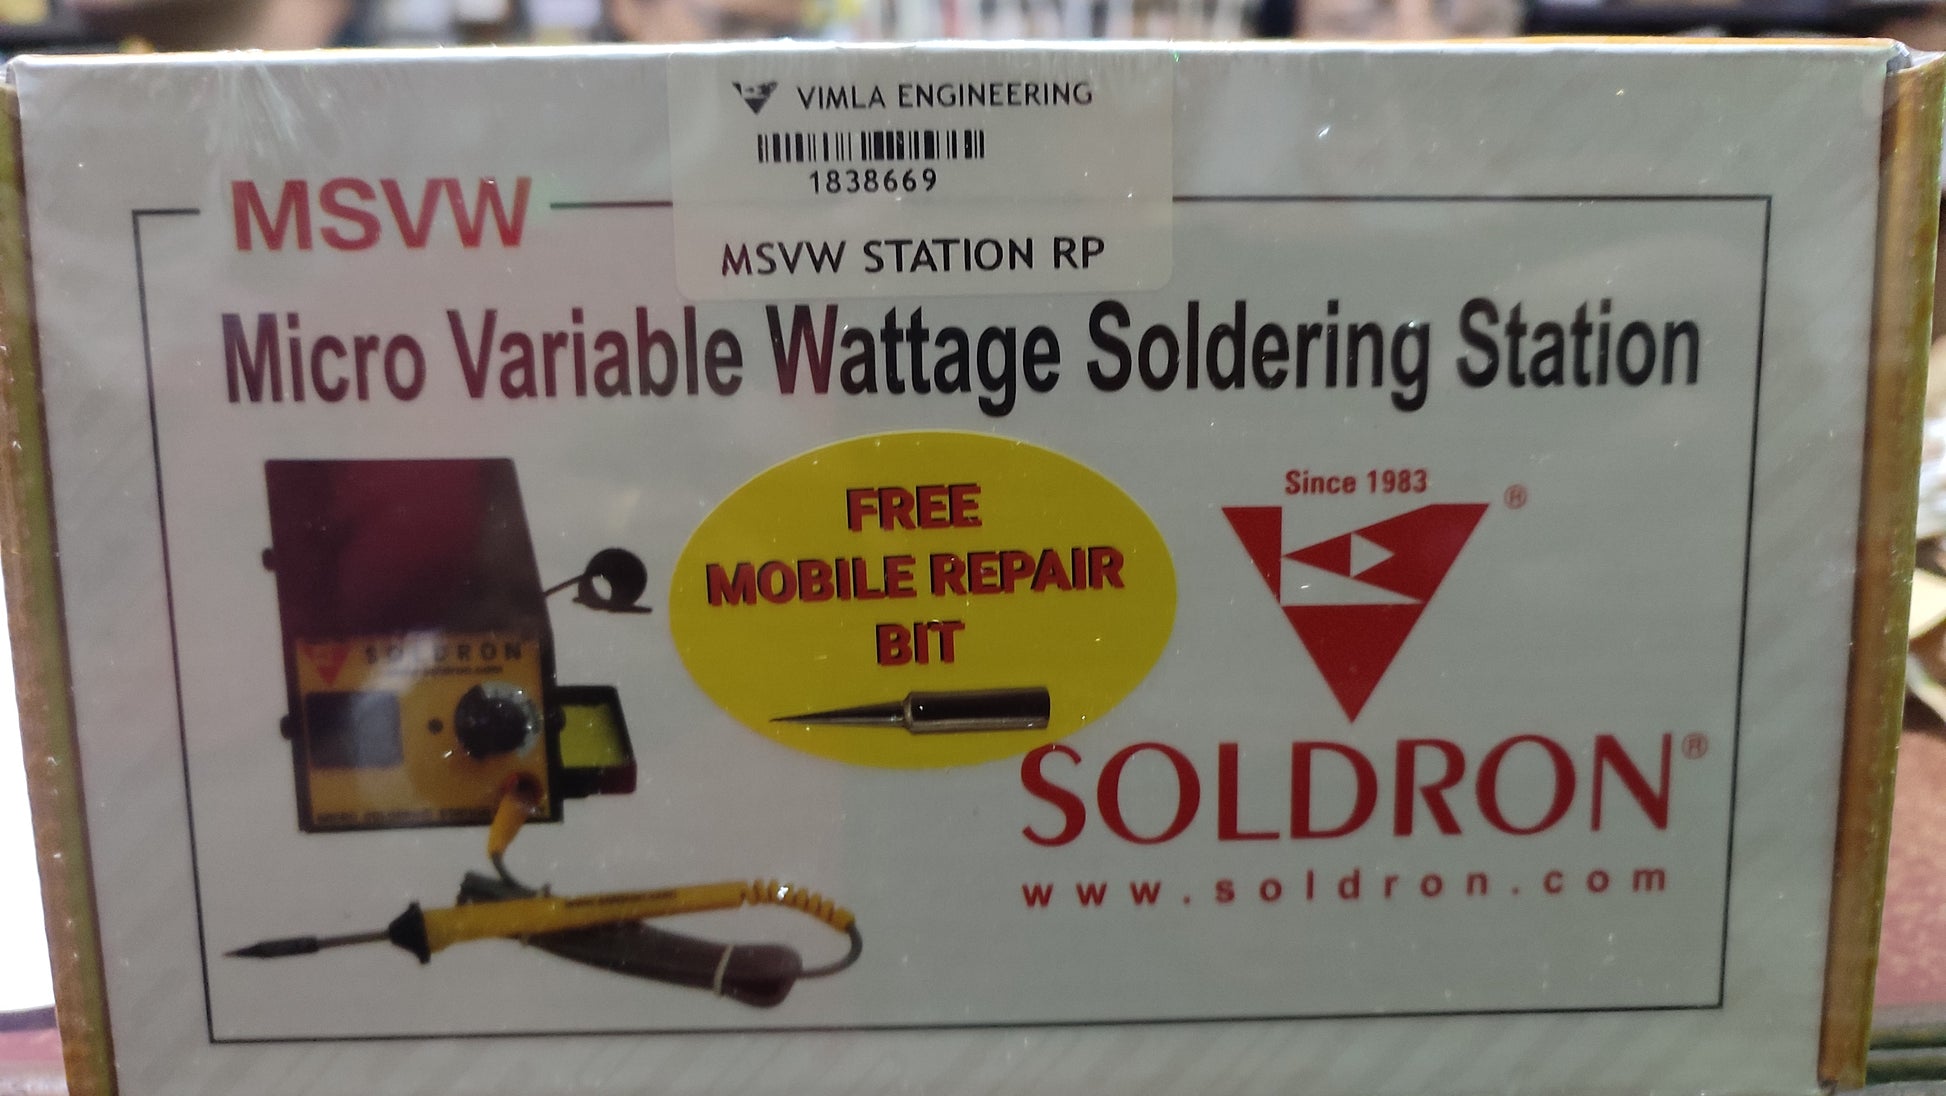 VIMLA ENGINEERING
1838669
MSVW STATION RP
MSVW
Micro Variable Wattage Soldering Station
FREE
MOBILE REPAIR
BIT
Since 1983
®
SOLDRON®
www.soldron.com
SOLDRON